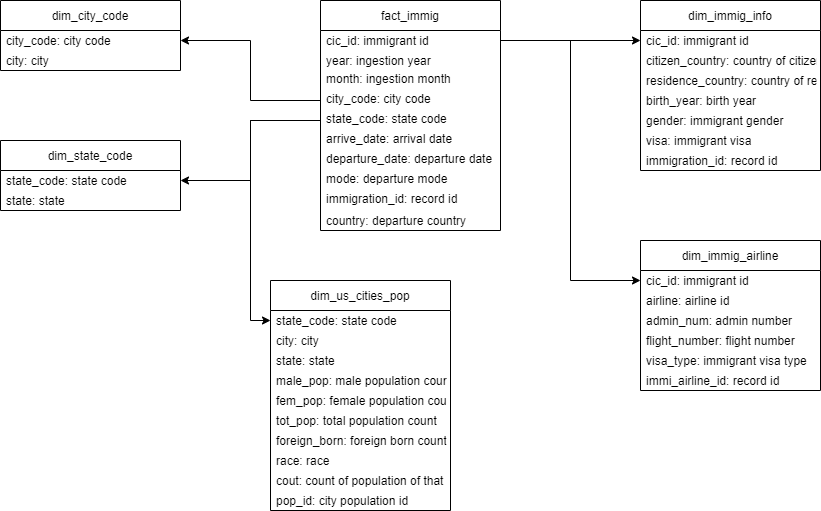 dim_city_code
city_code: city code
city: city
fact_immig
cic_id: immigrant id
year: ingestion year
month: ingestion month
city_code: city code
state_code: state code
arrive_date: arrival date
departure_date: departure date
mode: departure mode
immigration_id: record id
country: departure country
dim_immig_info
cic_id: immigrant id
citizen_country: country of citize
residence_country: country of re
birth_year: birth year
gender: immigrant gender
visa: immigrant visa
immigration_id: record id
dim_state_code
state_code: state code
state: state
dim_us_cities_pop
state_code: state code
city: city
state: state
male_pop: male population cour
fem_pop: female population cou
tot_pop: total population count
foreign_born: foreign born count
race: race
cout: count of population of that
pop_id: city population id
dim_immig_airline
cic_id: immigrant id
airline: airline id
admin_num: admin number
flight_number: flight number
visa_type: immigrant visa type
immi_airline_id: record id